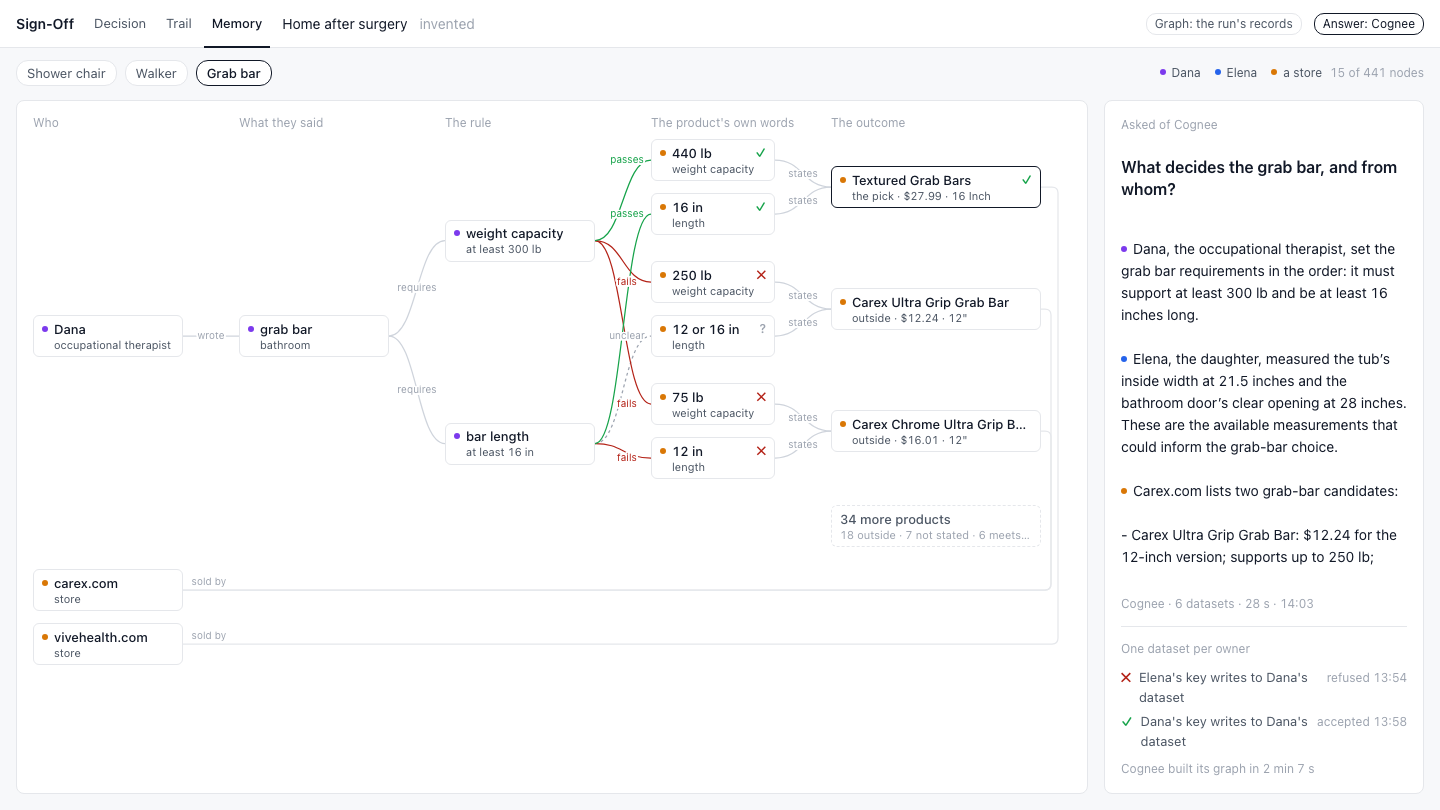 Sign-Off Decision Trail Memory Home after surgery invented Graph: the run's records Answer: Cognee
Shower chair Walker Grab bar Dana Elena a store 15 of 441 nodes
Who What they said The rule The product's own words The outcome
Dana
occupational therapist
wrote
grab bar
bathroom
requires
requires
weight capacity
at least 300 lb
bar length
at least 16 in
passes
passes
fails
unclear
fails
fails
440 lb
weight capacity
16 in
length
250 lb
weight capacity
12 or 16 in ?
length
75 lb
weight capacity
12 in
length
states
states
states
states
states
states
Textured Grab Bars
the pick · $27.99 · 16 Inch
Carex Ultra Grip Grab Bar
outside · $12.24 · 12"
Carex Chrome Ultra Grip B...
outside · $16.01 · 12"
34 more products
18 outside · 7 not stated · 6 meets...
carex.com
store
sold by
vivehealth.com
store
sold by
Asked of Cognee
What decides the grab bar, and from
whom?
Dana, the occupational therapist, set the
grab bar requirements in the order: it must
support at least 300 lb and be at least 16
inches long.
Elena, the daughter, measured the tub's
inside width at 21.5 inches and the
bathroom door's clear opening at 28 inches.
These are the available measurements that
could inform the grab-bar choice.
Carex.com lists two grab-bar candidates:
- Carex Ultra Grip Grab Bar: $12.24 for the
12-inch version; supports up to 250 lb;
Cognee · 6 datasets · 28 s · 14:03
One dataset per owner
Elena's key writes to Dana's refused 13:54
dataset
Dana's key writes to Dana's accepted 13:58
dataset
Cognee built its graph in 2 min 7 s